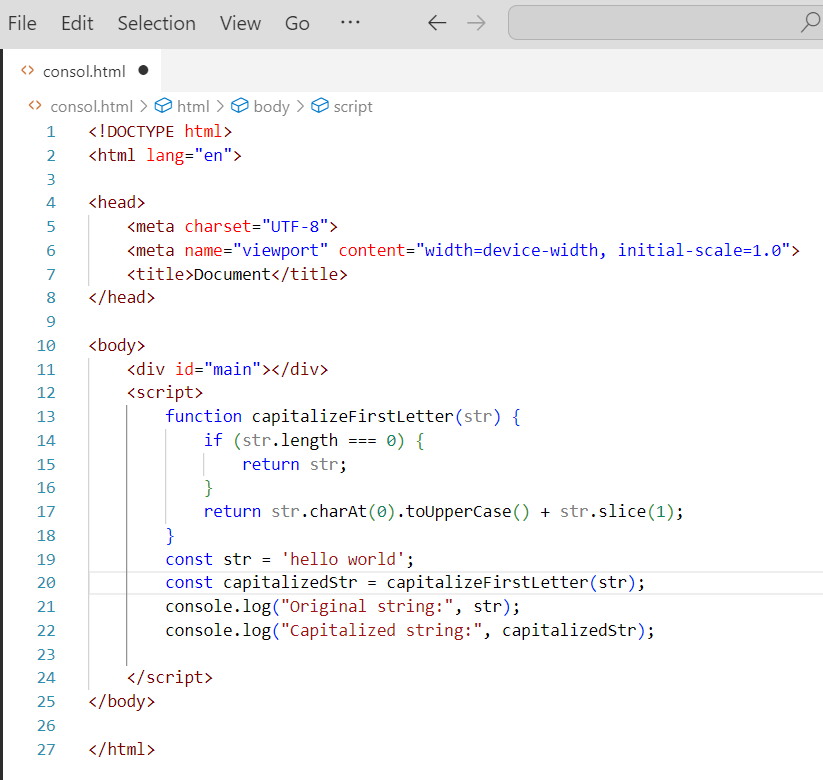 File Edit Selection View Go ···
consol.html
consol.html > html > body > script
1 <!DOCTYPE html>
2 <html lang="en">
3
4 <head>
5     <meta charset="UTF-8">
6     <meta name="viewport" content="width=device-width, initial-scale=1.0">
7     <title>Document</title>
8 </head>
9
10 <body>
11     <div id="main"></div>
12     <script>
13         function capitalizeFirstLetter(str) {
14             if (str.length === 0) {
15                 return str;
16             }
17             return str.charAt(0).toUpperCase() + str.slice(1);
18         }
19         const str = 'hello world';
20         const capitalizedStr = capitalizeFirstLetter(str);
21         console.log("Original string:", str);
22         console.log("Capitalized string:", capitalizedStr);
23
24     </script>
25 </body>
26
27 </html>